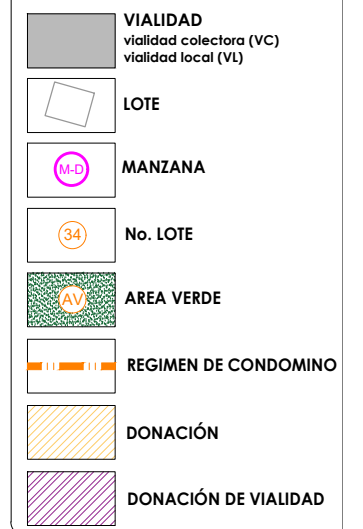 VIALIDAD
vialidad colectora (VC)
vialidad local (VL)
LOTE
M-D
MANZANA
34
No. LOTE
AV
AREA VERDE
REGIMEN DE CONDOMINO
DONACIÓN
DONACIÓN DE VIALIDAD